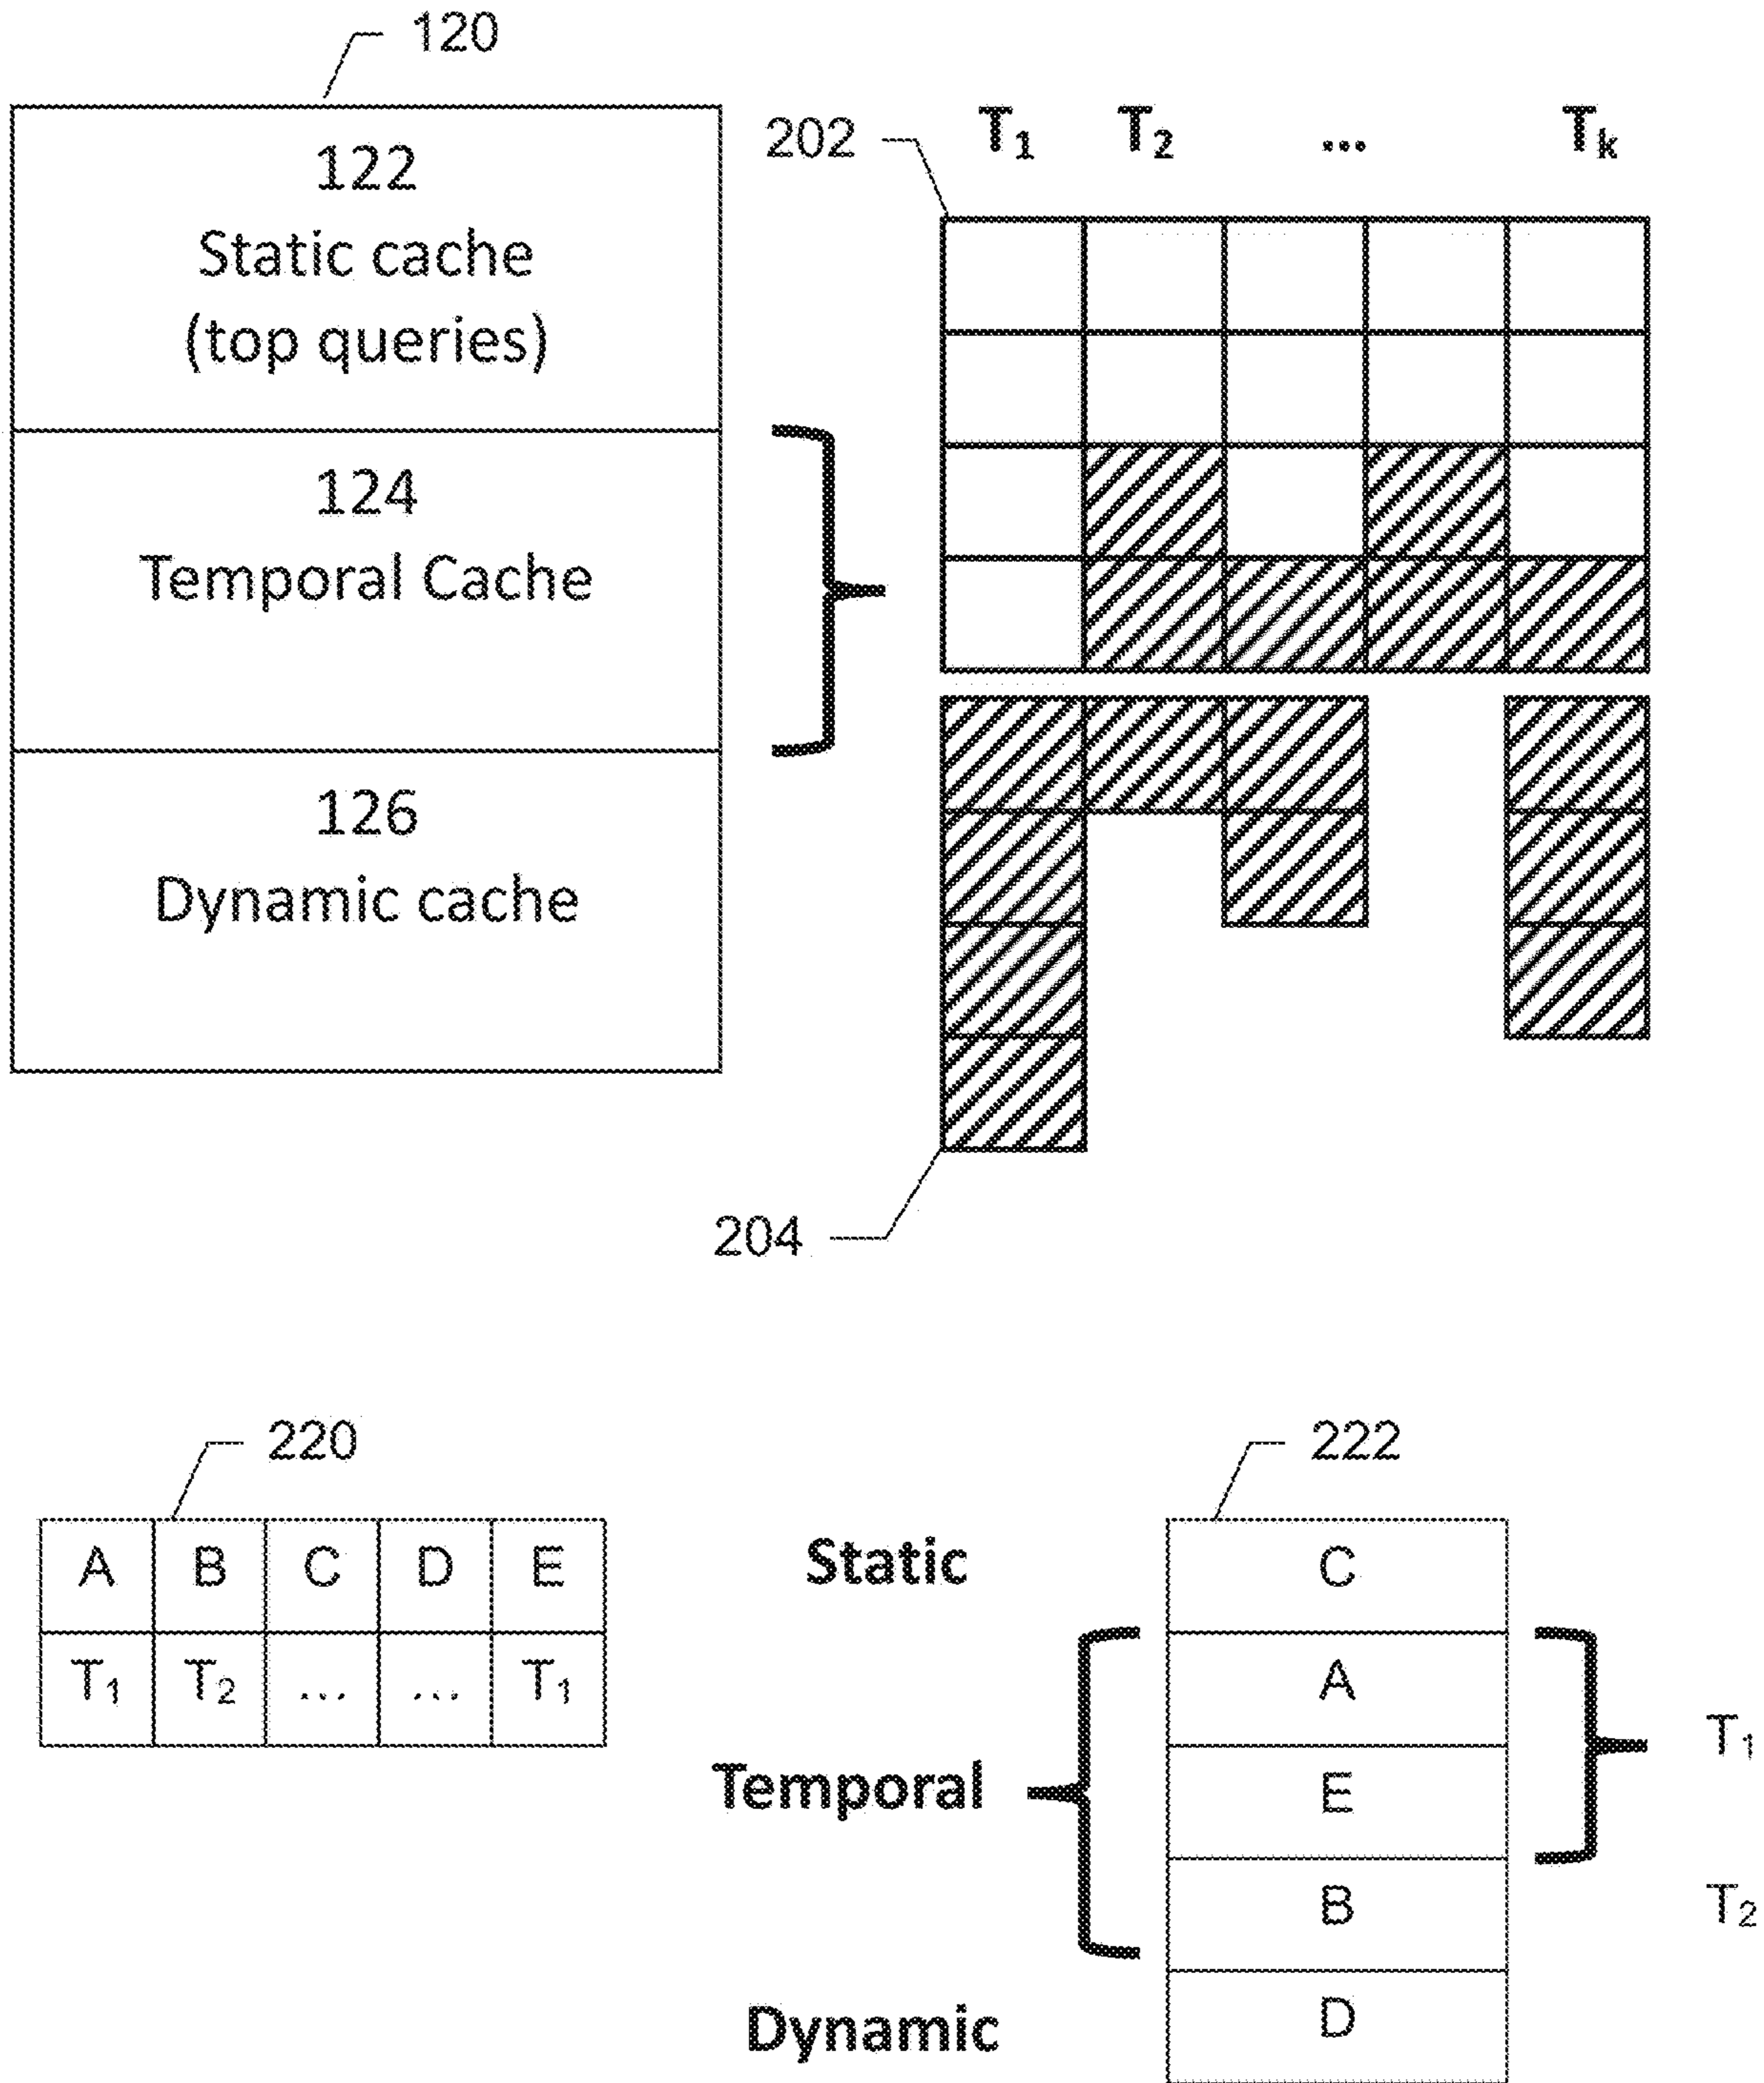 120
122
Static cache
(top queries)
124
Temporal Cache
126
Dynamic cache
202
T₁ T₂ ... Tₖ
204
220
A B C D E
T₁ T₂ ... ... T₁
222
Static
C
A
T₁
Temporal
E
B
T₂
Dynamic
D